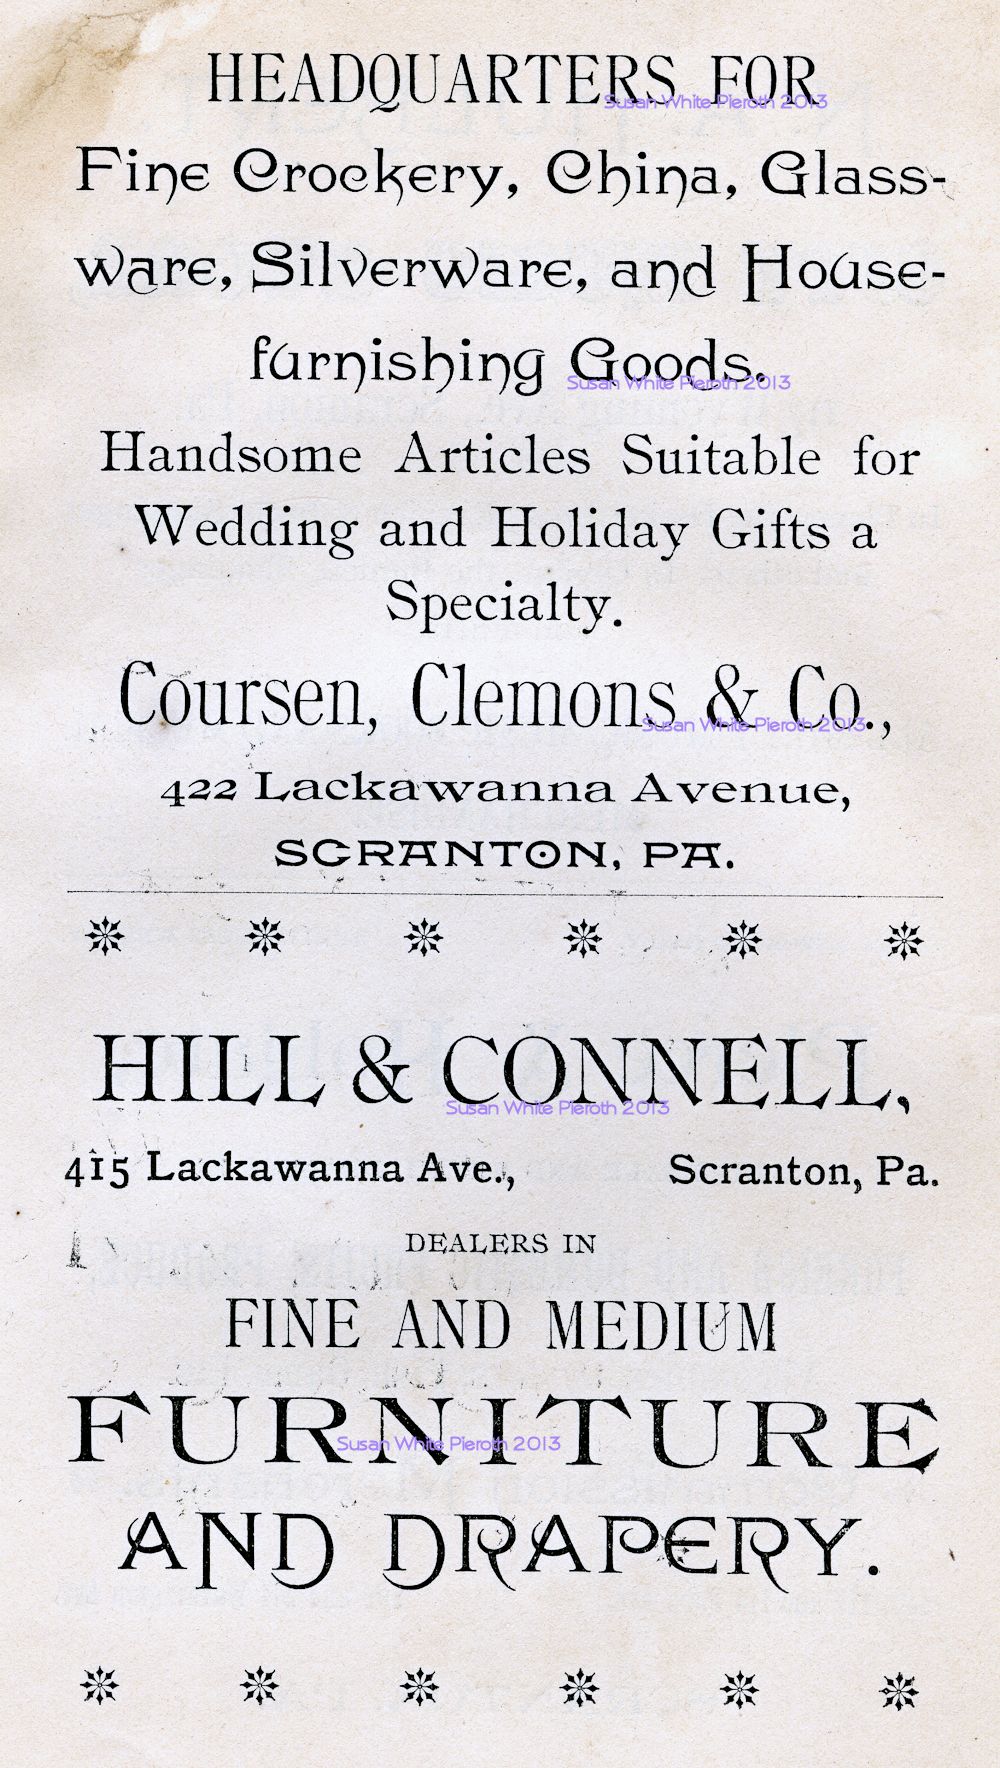 HEADQUARTERS FOR
Susan White Pieroth 2013
Fine Crockery, China, Glass-
ware, Silverware, and House-
furnishing Goods.
Susan White Pieroth 2013
Handsome Articles Suitable for
Wedding and Holiday Gifts a
Specialty.
Coursen, Clemons & Co.,
Susan White Pieroth 2013
422 Lackawanna Avenue,
SCRANTON, PA.
HILL & CONNELL,
Susan White Pieroth 2013
415 Lackawanna Ave., Scranton, Pa.
DEALERS IN
FINE AND MEDIUM
FURNITURE
Susan White Pieroth 2013
AND DRAPERY.